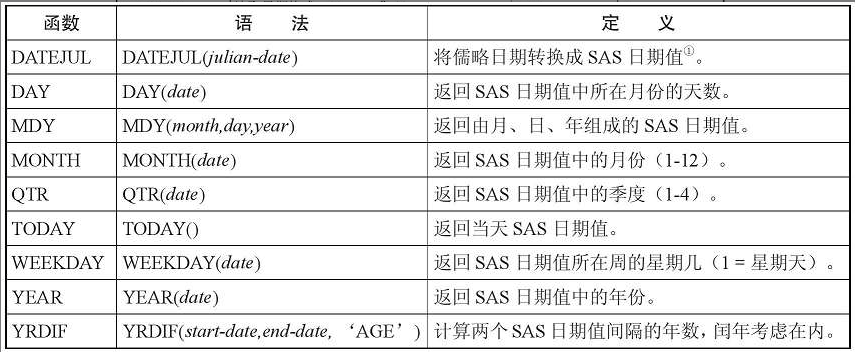 函数 语 法 定 义
DATEJUL DATEJUL(julian-date) 将儒略日期转换成 SAS 日期值①。
DAY DAY(date) 返回 SAS 日期值中所在月份的天数。
MDY MDY(month,day,year) 返回由月、日、年组成的 SAS 日期值。
MONTH MONTH(date) 返回 SAS 日期值中的月份（1-12）。
QTR QTR(date) 返回 SAS 日期值中的季度（1-4）。
TODAY TODAY() 返回当天 SAS 日期值。
WEEKDAY WEEKDAY(date) 返回 SAS 日期值所在周的星期几（1 = 星期天）。
YEAR YEAR(date) 返回 SAS 日期值中的年份。
YRDIF YRDIF(start-date,end-date, ‘AGE’) 计算两个 SAS 日期值间隔的年数，闰年考虑在内。